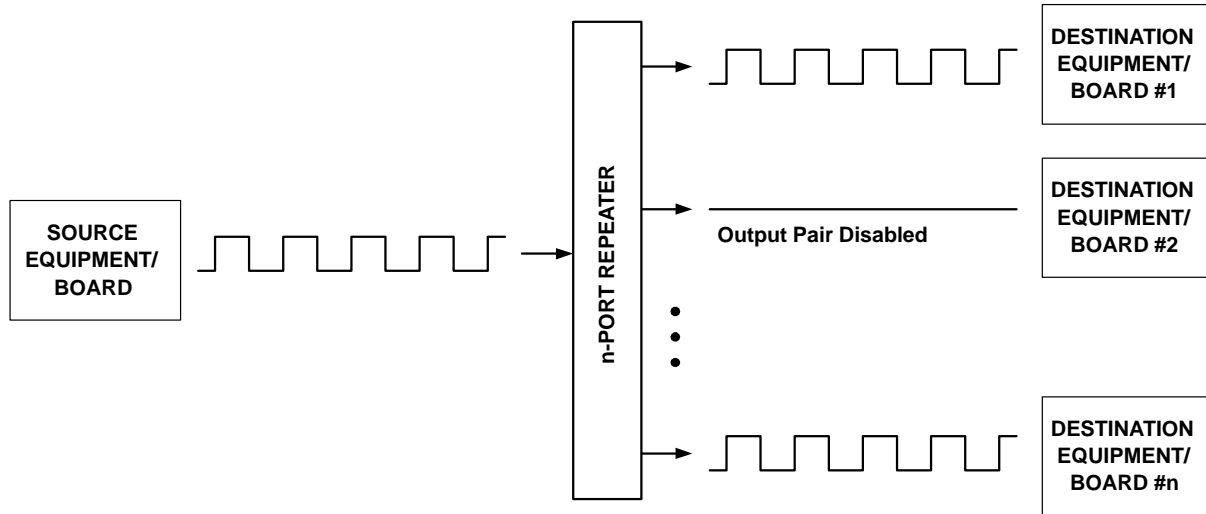 SOURCE
EQUIPMENT/
BOARD
n-PORT REPEATER
DESTINATION
EQUIPMENT/
BOARD #1
Output Pair Disabled
DESTINATION
EQUIPMENT/
BOARD #2
DESTINATION
EQUIPMENT/
BOARD #n